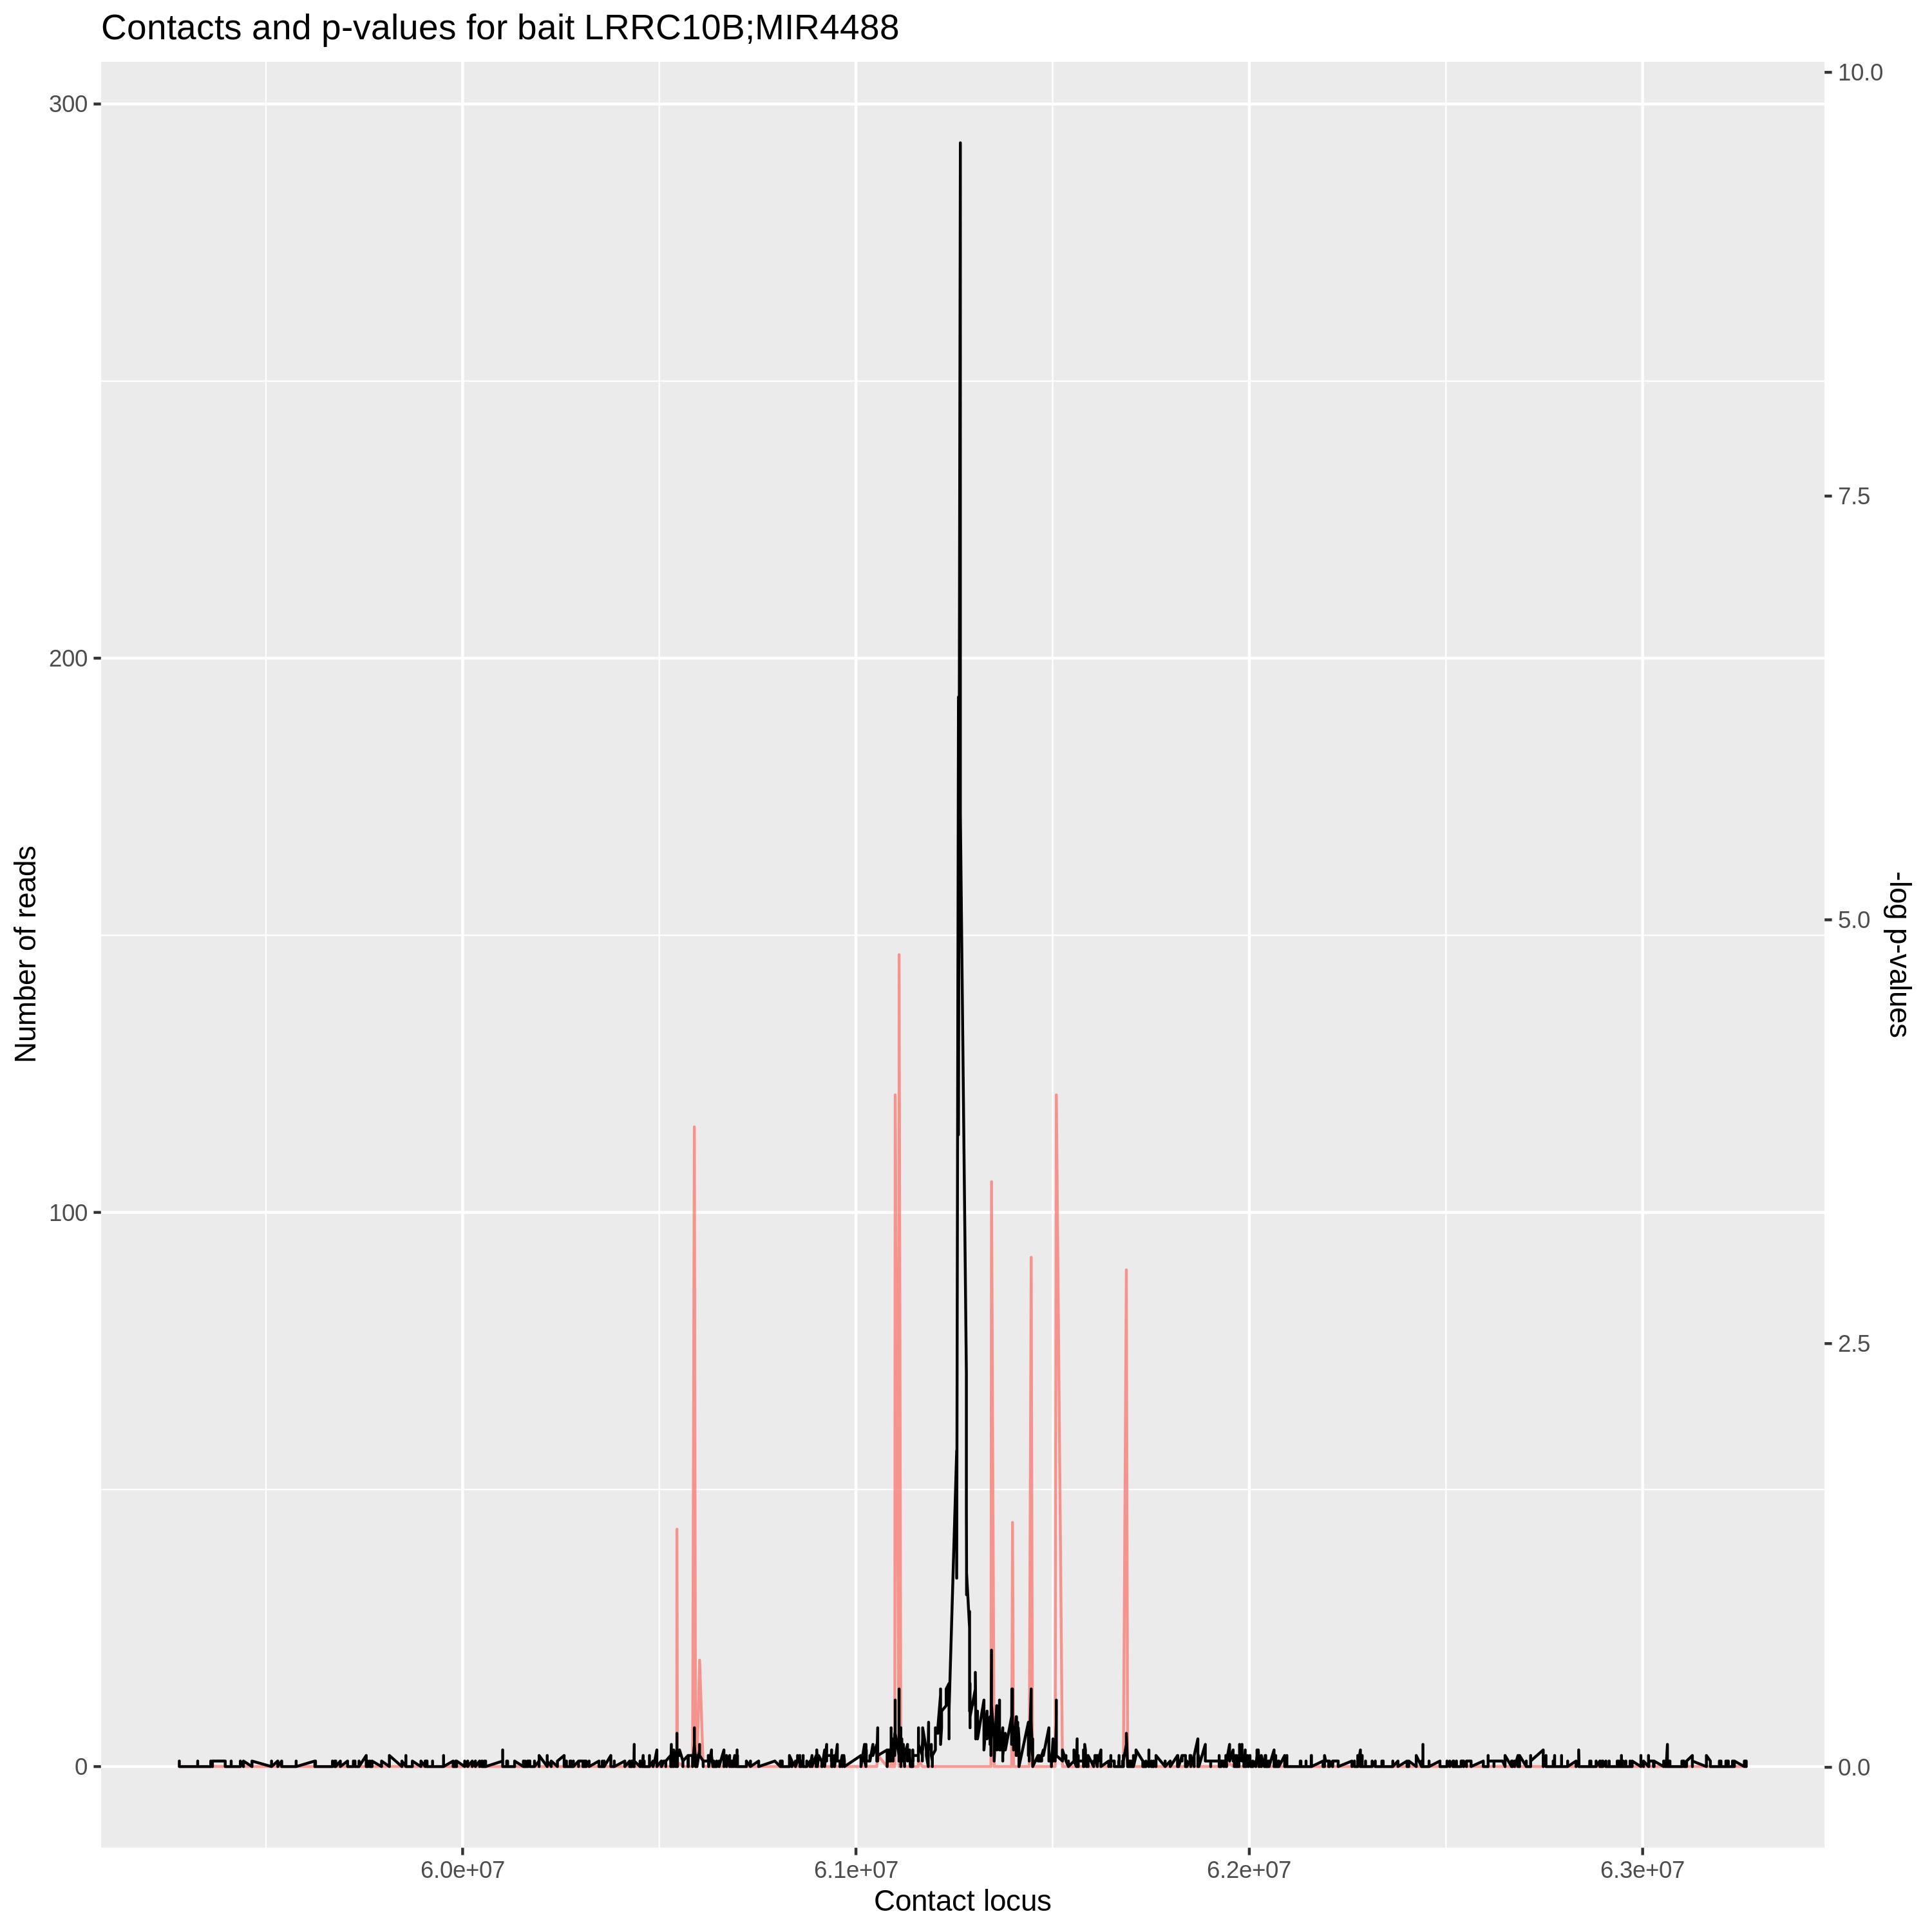 Contacts and p-values for bait LRRC10B;MIR4488
300
200
100
0
Number of reads
10.0
7.5
5.0
2.5
0.0
-log p-values
6.0e+07
6.1e+07
6.2e+07
6.3e+07
Contact locus